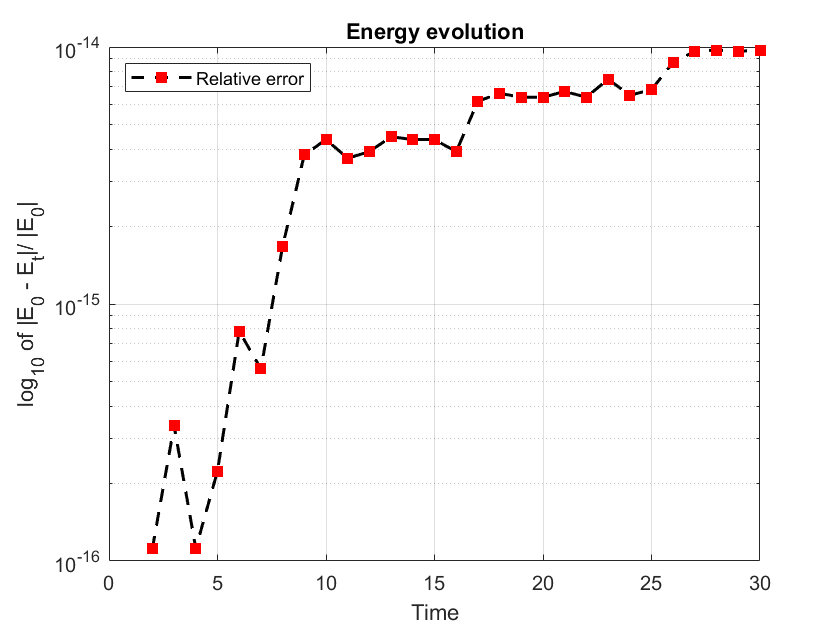 Energy evolution
Relative error
log₁₀ of |E₀ - Eₜ|/ |E₀|
10⁻¹⁴
10⁻¹⁵
10⁻¹⁶
0 5 10 15 20 25 30
Time